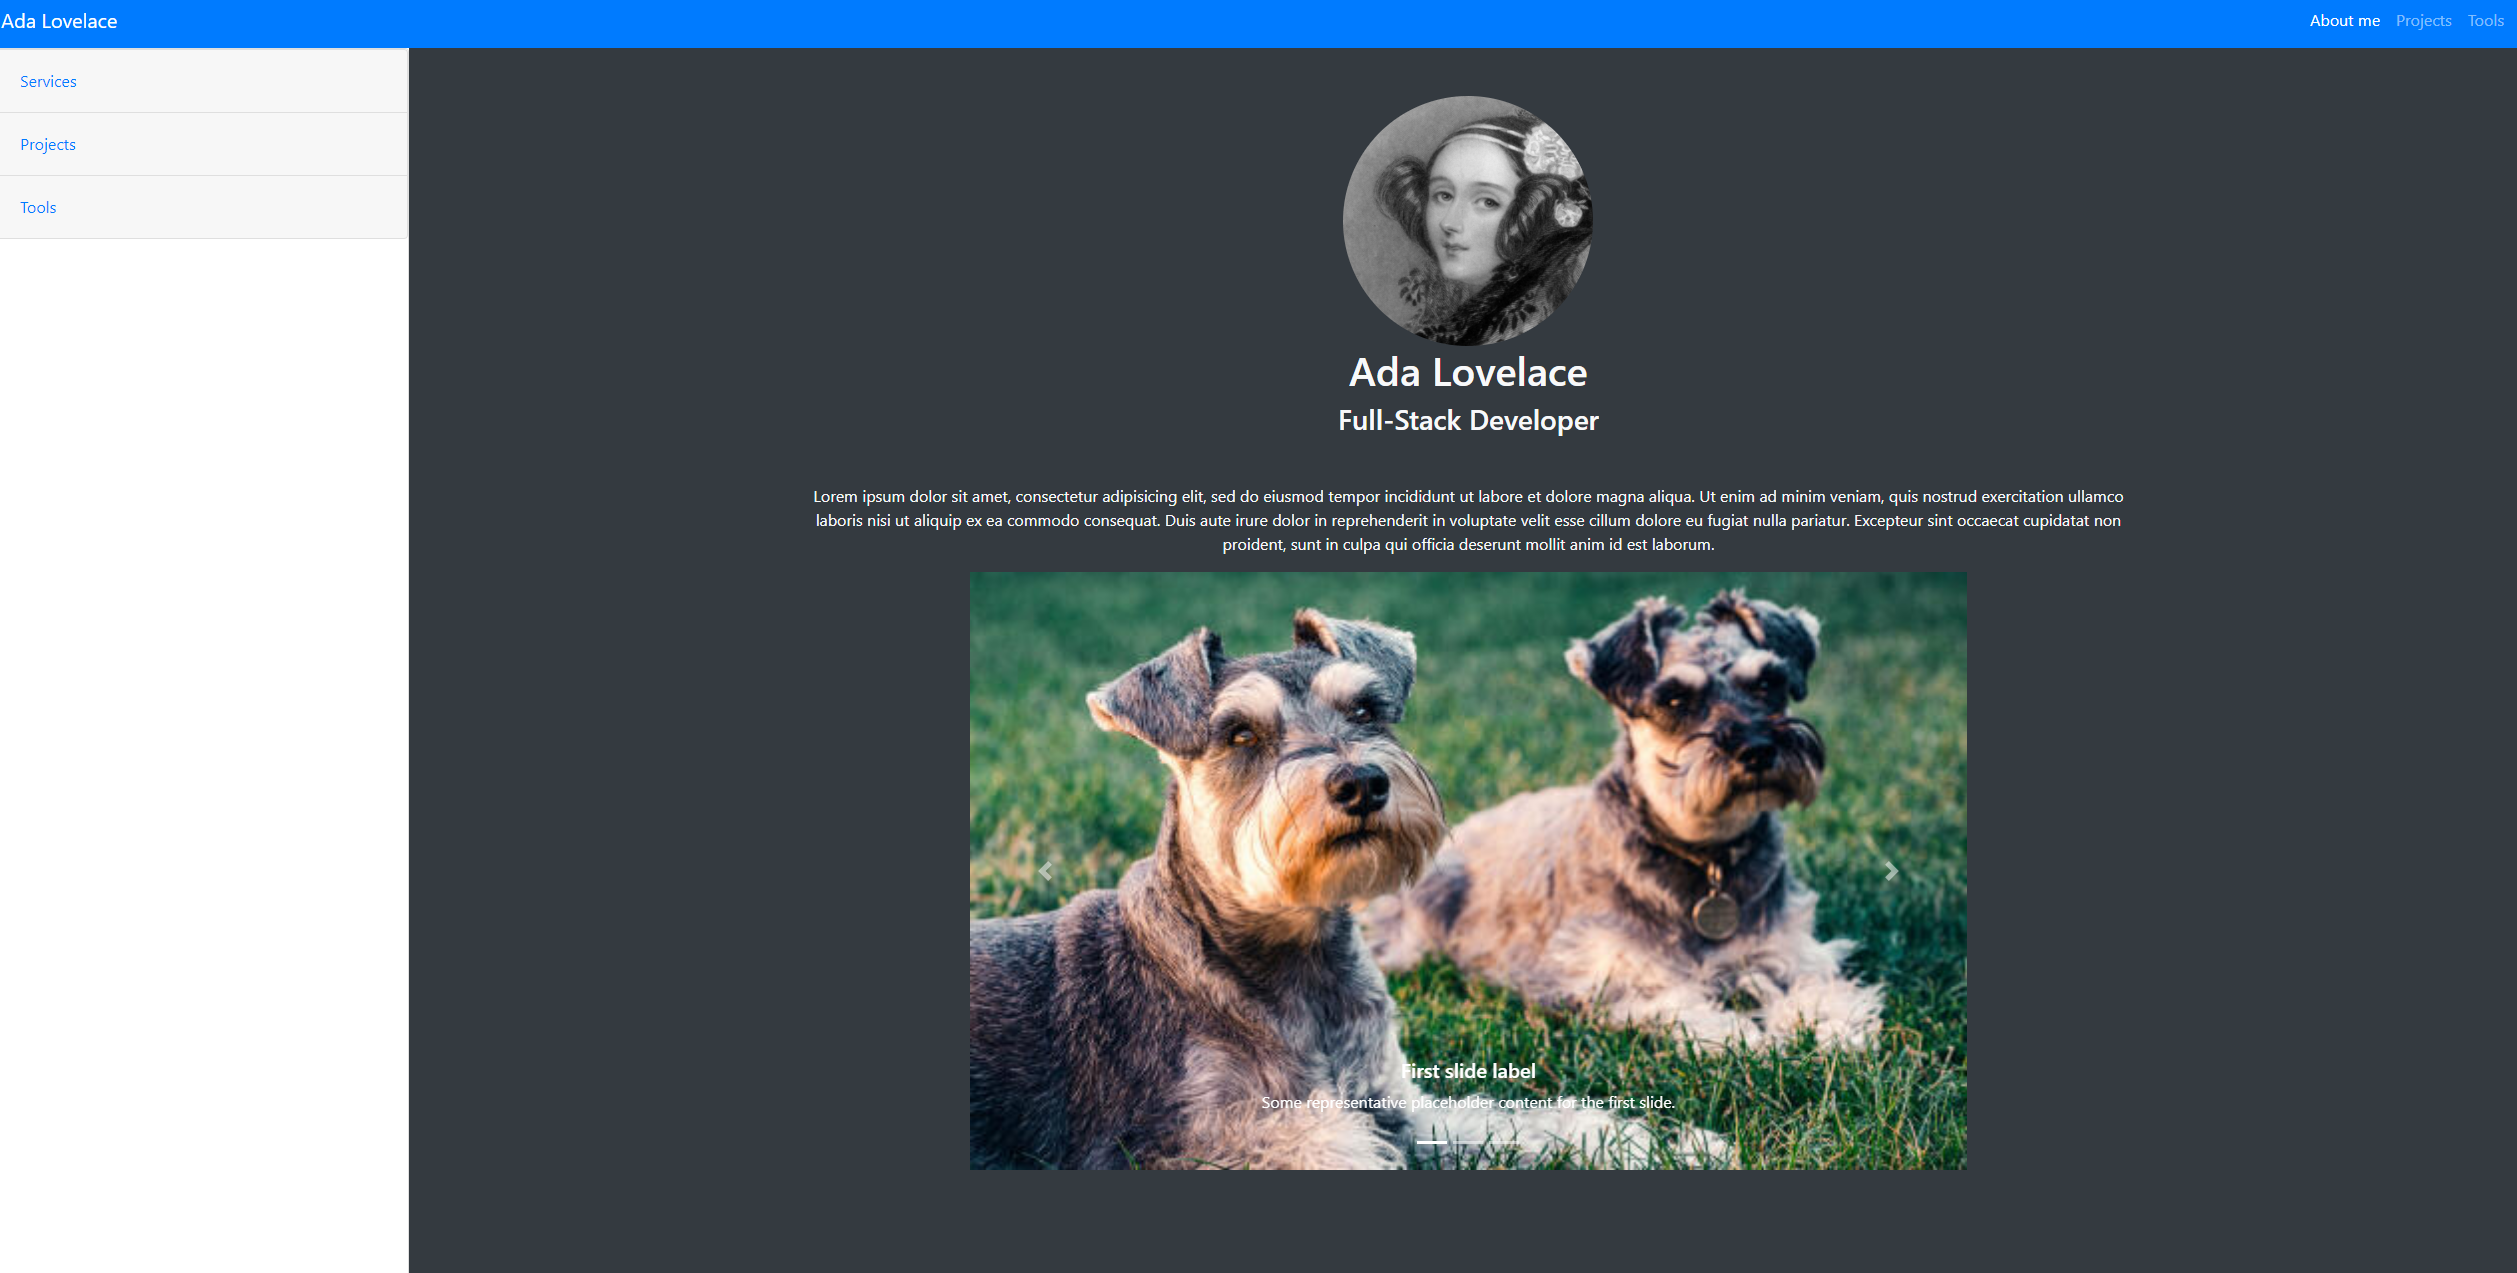 Ada Lovelace
About me Projects Tools
Services
Projects
Tools
Ada Lovelace
Full-Stack Developer
Lorem ipsum dolor sit amet, consectetur adipisicing elit, sed do eiusmod tempor incididunt ut labore et dolore magna aliqua. Ut enim ad minim veniam, quis nostrud exercitation ullamco
laboris nisi ut aliquip ex ea commodo consequat. Duis aute irure dolor in reprehenderit in voluptate velit esse cillum dolore eu fugiat nulla pariatur. Excepteur sint occaecat cupidatat non
proident, sunt in culpa qui officia deserunt mollit anim id est laborum.
First slide label
Some representative placeholder content for the first slide.